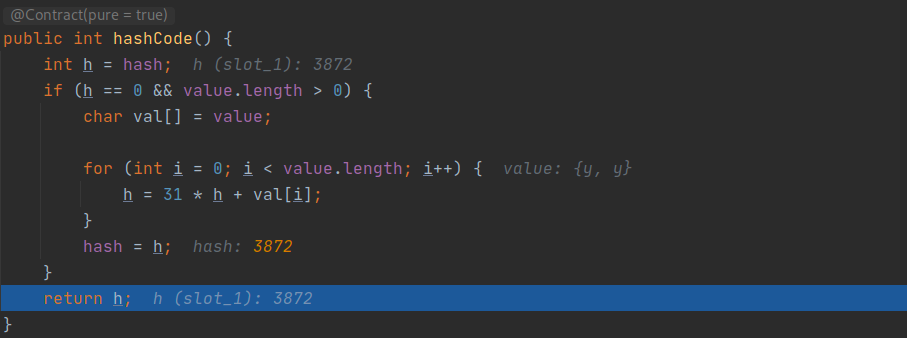 @Contract(pure = true)
public int hashCode() {
int h = hash;  h (slot_1): 3872
if (h == 0 && value.length > 0) {
char val[] = value;
for (int i = 0; i < value.length; i++) {  value: {y, y}
h = 31 * h + val[i];
}
hash = h;  hash: 3872
}
return h;  h (slot_1): 3872
}